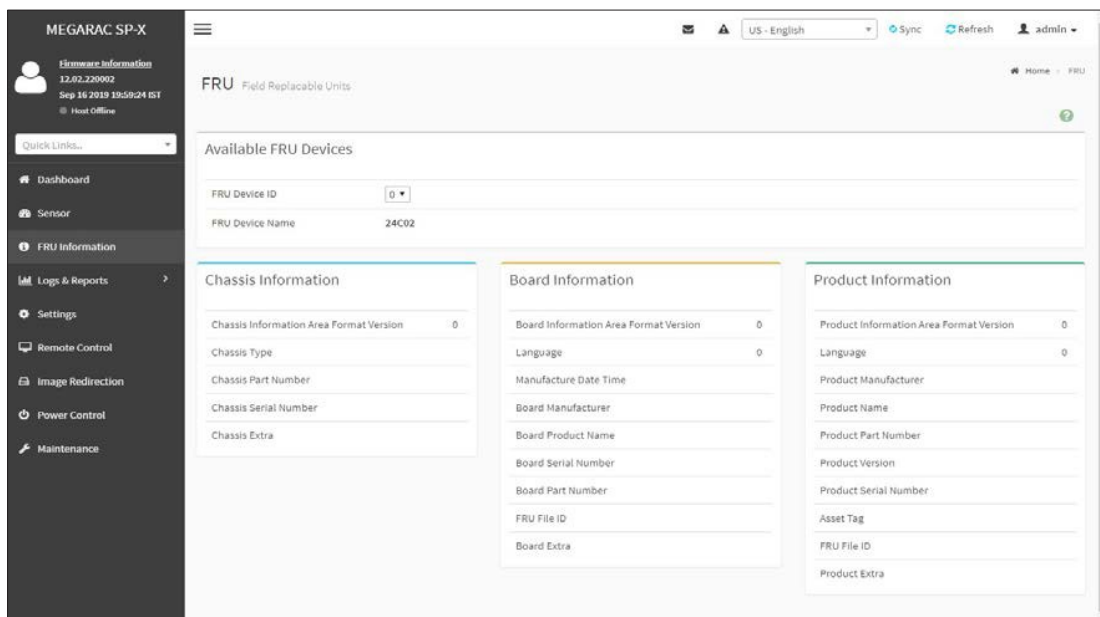 MEGARAC SP-X
Firmware Information
12.02.220002
Sep 16 2019 19:59:24 IST
Host Offline
Quick Links...
Dashboard
Sensor
FRU Information
Logs & Reports
Settings
Remote Control
Image Redirection
Power Control
Maintenance
US - English
Sync
Refresh
admin
FRU Field Replacable Units
Home FRU
Available FRU Devices
FRU Device ID 0
FRU Device Name 24C02
Chassis Information
Chassis Information Area Format Version 0
Chassis Type
Chassis Part Number
Chassis Serial Number
Chassis Extra
Board Information
Board Information Area Format Version 0
Language 0
Manufacture Date Time
Board Manufacturer
Board Product Name
Board Serial Number
Board Part Number
FRU File ID
Board Extra
Product Information
Product Information Area Format Version 0
Language 0
Product Manufacturer
Product Name
Product Part Number
Product Version
Product Serial Number
Asset Tag
FRU File ID
Product Extra